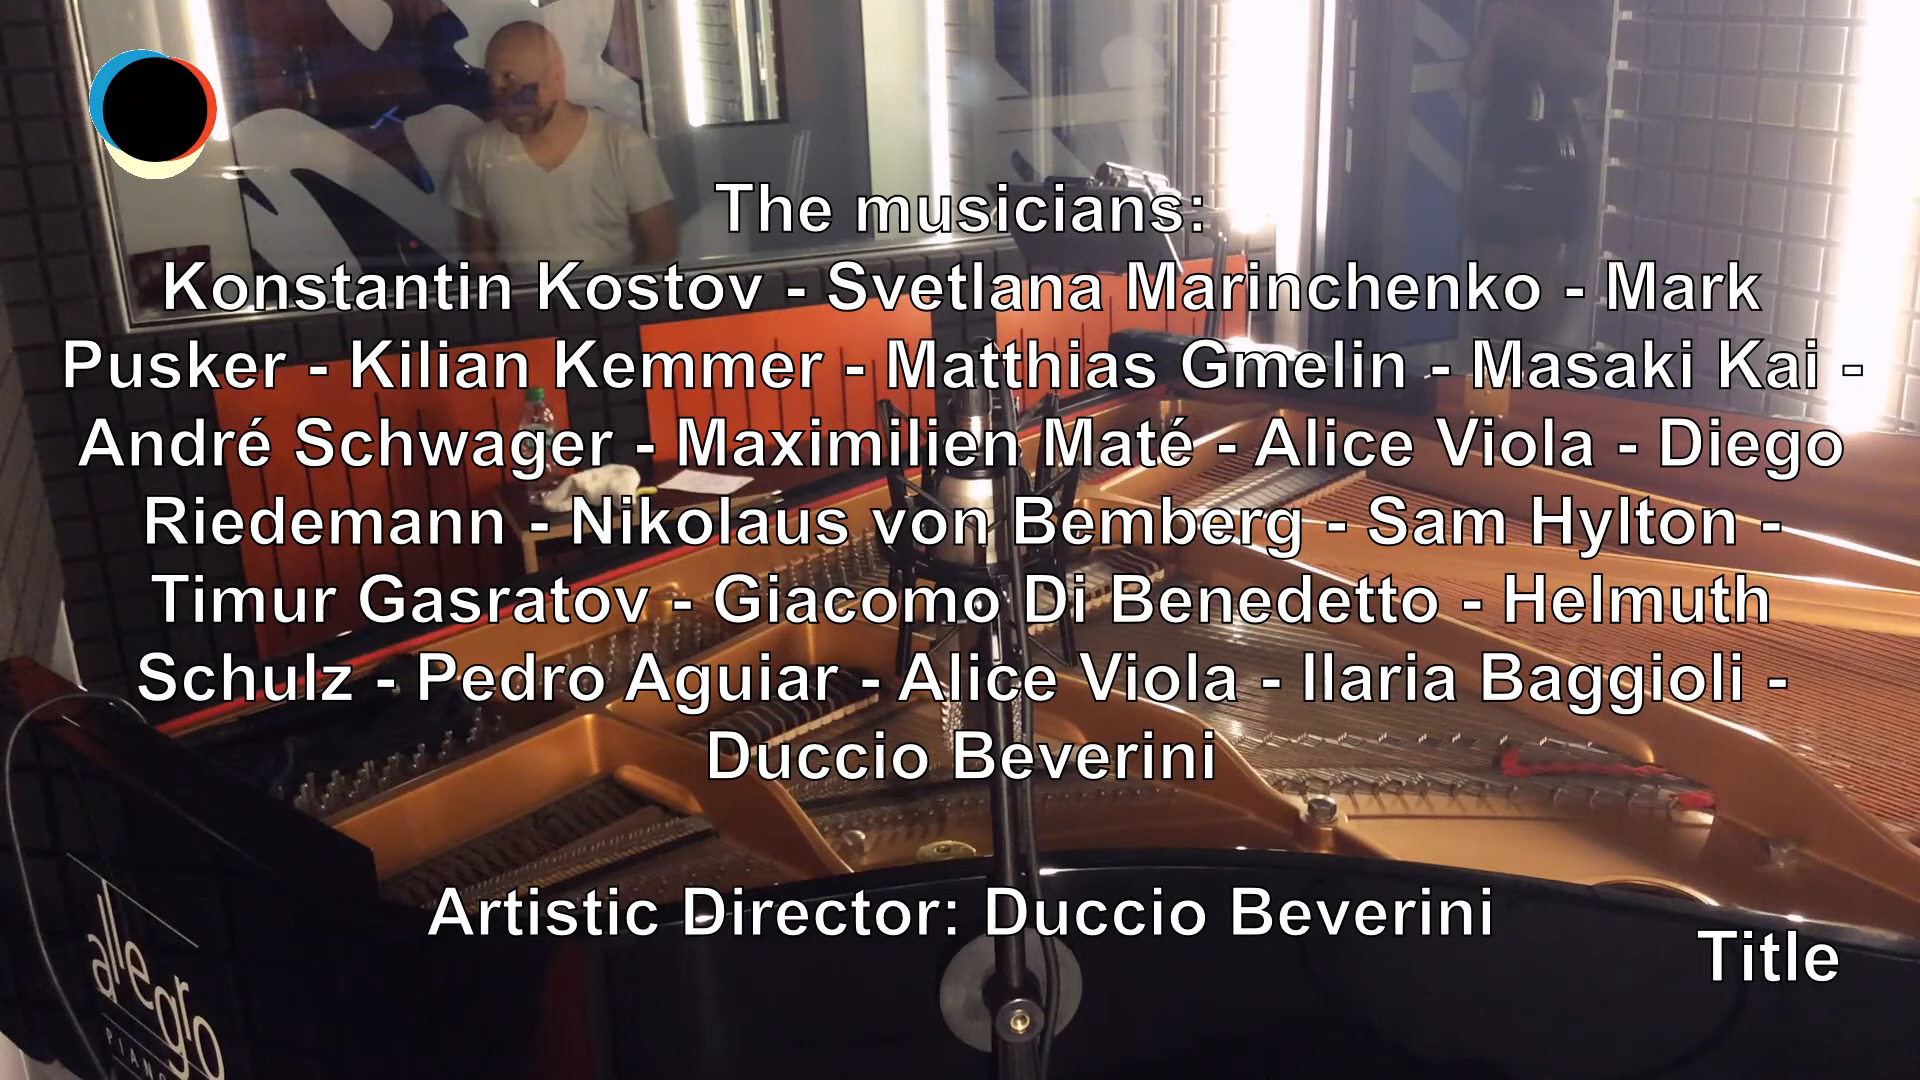 The musicians:
Konstantin Kostov - Svetlana Marinchenko - Mark
Pusker - Kilian Kemmer - Matthias Gmelin - Masaki Kai -
André Schwager - Maximilien Maté - Alice Viola - Diego
Riedemann - Nikolaus von Bemberg - Sam Hylton -
Timur Gasratov - Giacomo Di Benedetto - Helmuth
Schulz - Pedro Aguiar - Alice Viola - Ilaria Baggioli -
Duccio Beverini
Artistic Director: Duccio Beverini
Title
allegro
PIANO